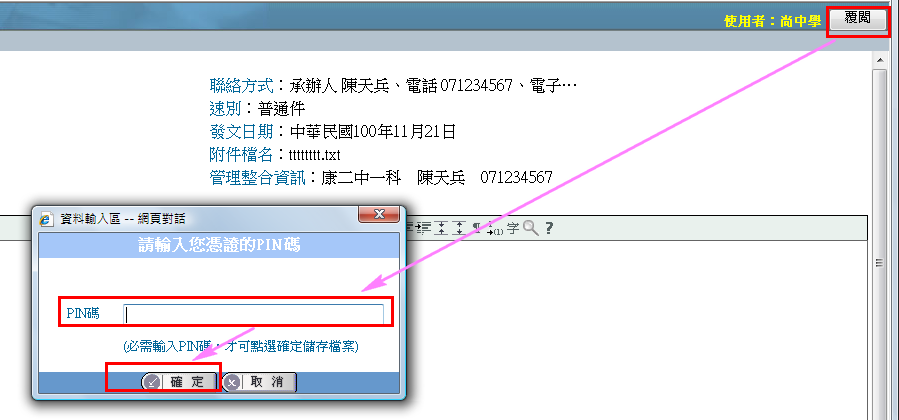 使用者：尚中學 覆閱
聯絡方式：承辦人 陳天兵、電話 071234567、電子…
速別：普通件
發文日期：中華民國100年11月21日
附件檔名：tttttttt.txt
管理整合資訊：康二中一科 陳天兵 071234567
資料輸入區 -- 網頁對話
(1) 字 ?
請輸入您憑證的PIN碼
PIN碼
(必需輸入PIN碼，才可點選確定儲存檔案)
確 定 取 消